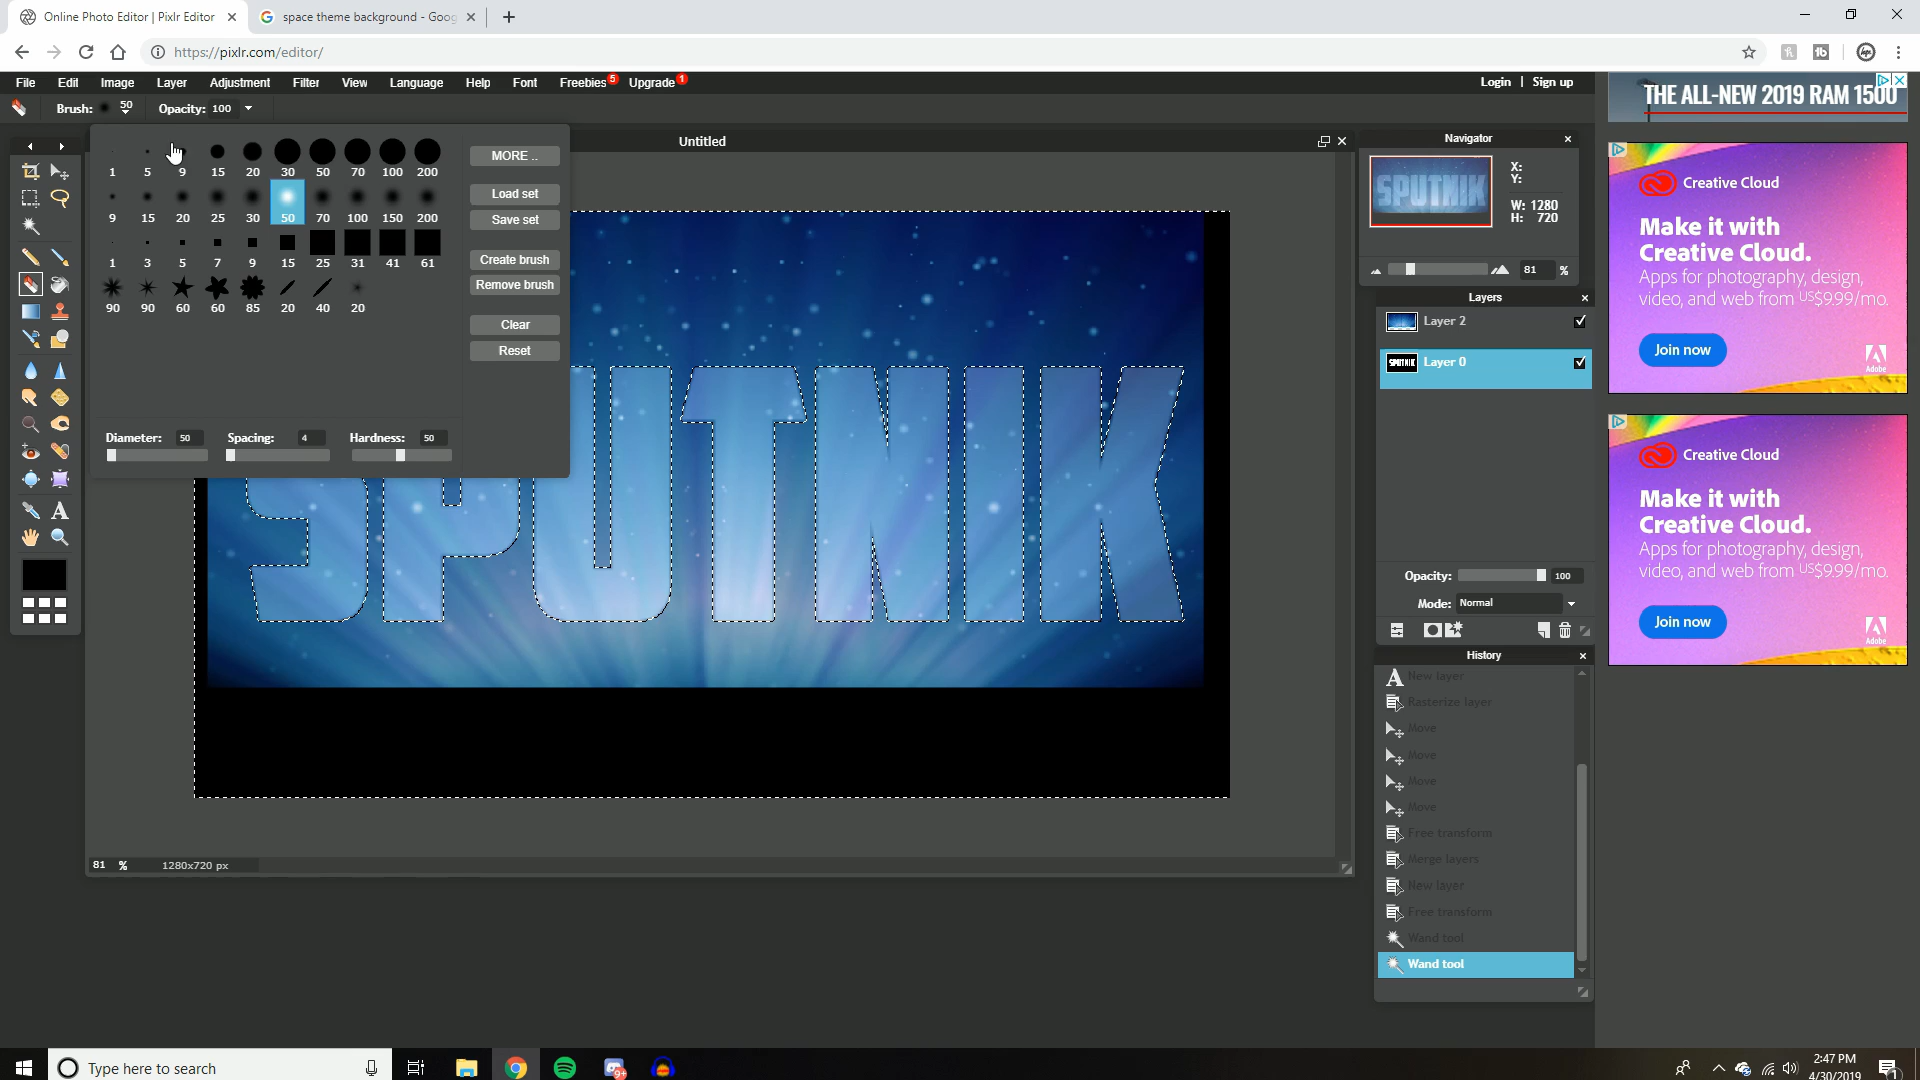 Online Photo Editor | Pixlr Editor
space theme background - Goog
https://pixlr.com/editor/
File Edit Image Layer Adjustment Filter View Language Help Font Freebies 5 Upgrade 1 Login | Sign up
Brush: 50 Opacity: 100
THE ALL-NEW 2019 RAM 1500
Untitled
1 5 9 15 20 30 50 70 100 200
9 15 20 25 30 50 70 100 150 200
1 3 5 7 9 15 25 31 41 61
90 90 60 60 85 20 40 20
MORE ..
Load set
Save set
Create brush
Remove brush
Clear
Reset
Diameter: 50 Spacing: 4 Hardness: 50
SPUTNIK
81 % 1280x720 px
Navigator
SPUTNIK
X:
Y:
W: 1280
H: 720
81 %
Layers
Layer 2
SPUTNIK
Layer 0
Opacity: 100
Mode: Normal
History
New layer
Rasterize layer
Move
Move
Move
Move
Free transform
Merge layers
New layer
Free transform
Wand tool
Wand tool
Creative Cloud
Make it with
Creative Cloud.
Apps for photography, design,
video, and web from US$9.99/mo.
Join now
Adobe
Creative Cloud
Make it with
Creative Cloud.
Apps for photography, design,
video, and web from US$9.99/mo.
Join now
Adobe
Type here to search
9+
2:47 PM
4/30/2019
1